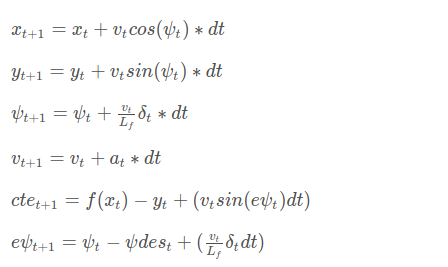 x_{t+1} = x_t + v_t cos(ψ_t) * dt
y_{t+1} = y_t + v_t sin(ψ_t) * dt
ψ_{t+1} = ψ_t + \frac{v_t}{L_f} δ_t * dt
v_{t+1} = v_t + a_t * dt
cte_{t+1} = f(x_t) − y_t + (v_t sin(eψ_t)dt)
eψ_{t+1} = ψ_t − ψdes_t + (\frac{v_t}{L_f} δ_t dt)